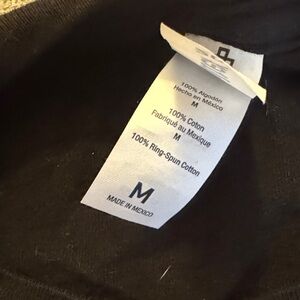 100% Algodón
Hecho en México
M
100% Coton
Fabriqué au Mexique
M
100% Ring-Spun Cotton
M
MADE IN MEXICO